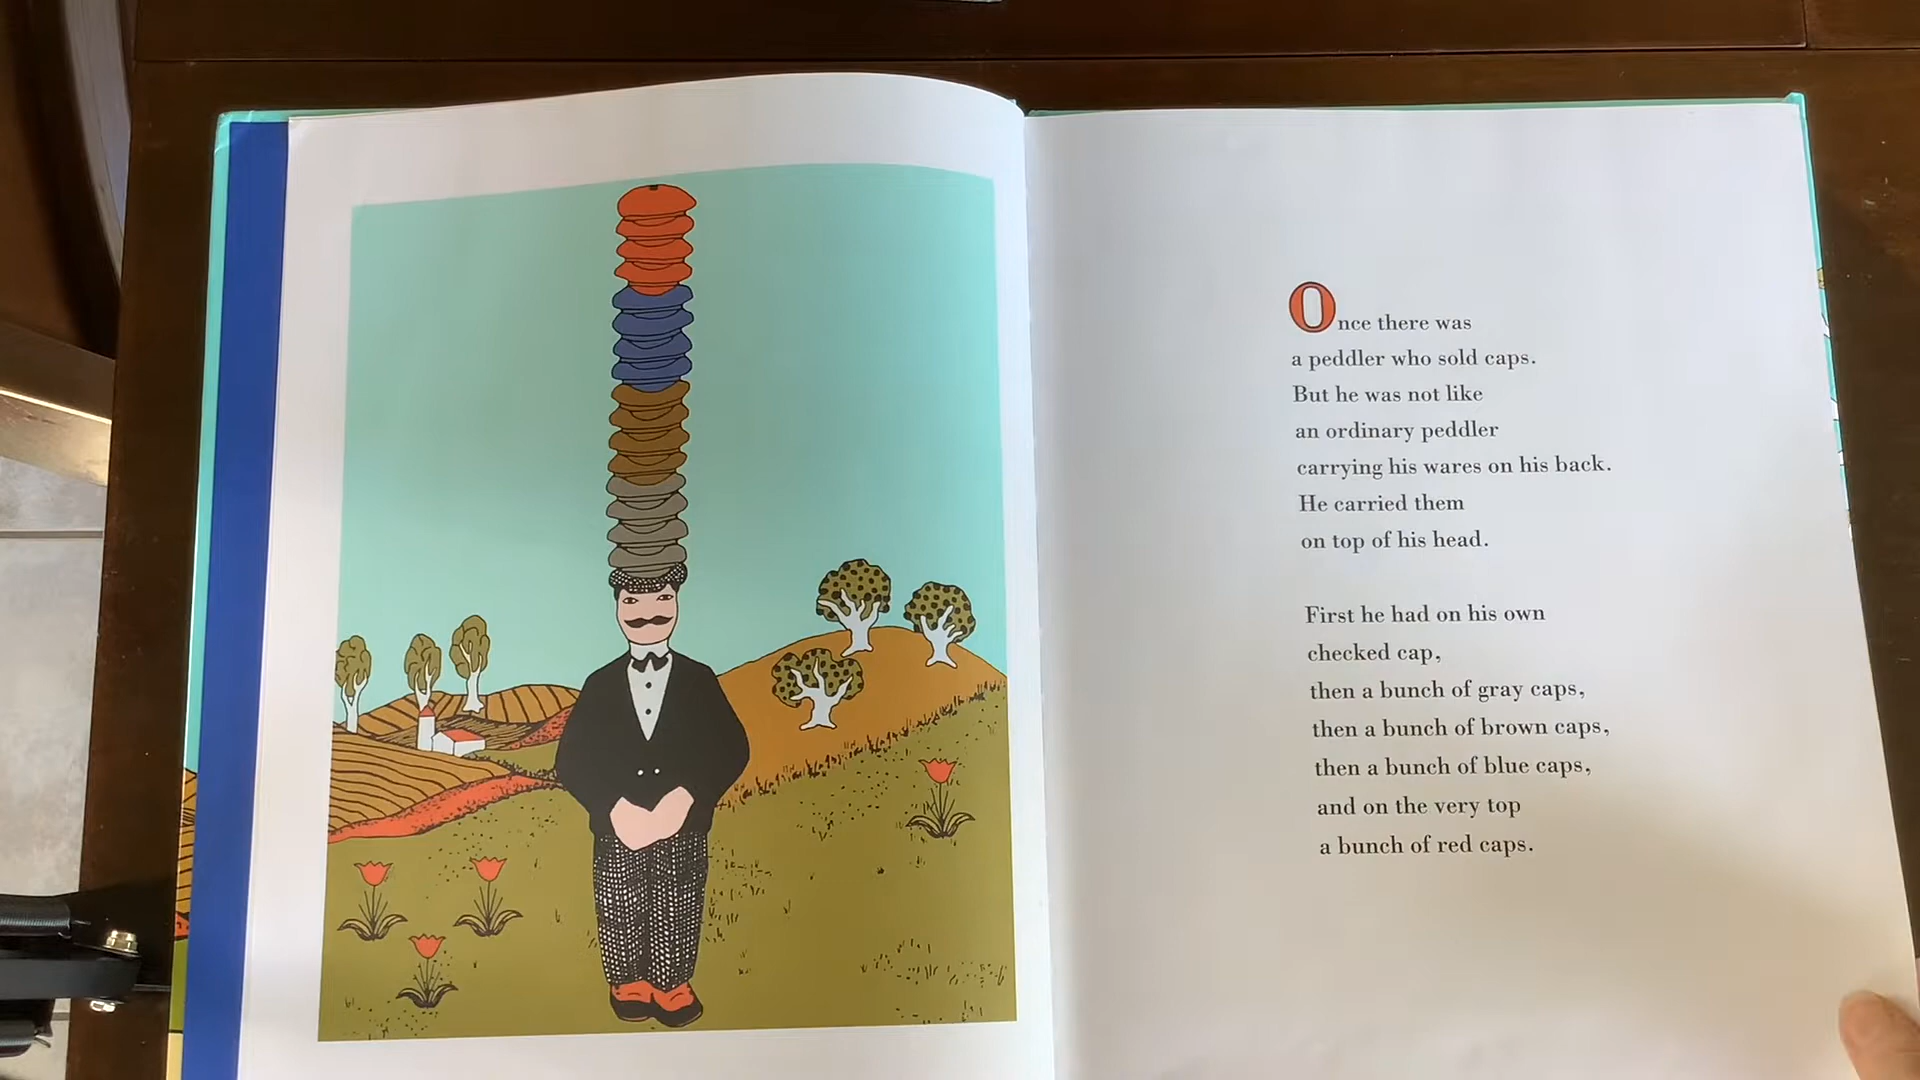 Once there was
a peddler who sold caps.
But he was not like
an ordinary peddler
carrying his wares on his back.
He carried them
on top of his head.
First he had on his own
checked cap,
then a bunch of gray caps,
then a bunch of brown caps,
then a bunch of blue caps,
and on the very top
a bunch of red caps.